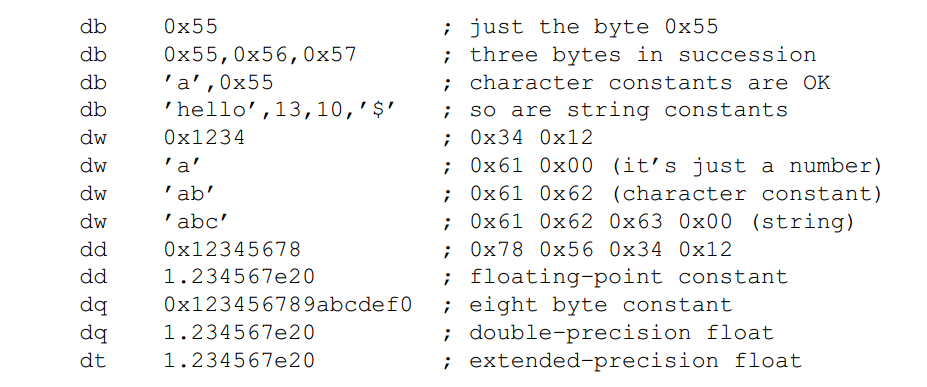 db 0x55 ; just the byte 0x55
db 0x55,0x56,0x57 ; three bytes in succession
db ’a’,0x55 ; character constants are OK
db ’hello’,13,10,’$’ ; so are string constants
dw 0x1234 ; 0x34 0x12
dw ’a’ ; 0x61 0x00 (it’s just a number)
dw ’ab’ ; 0x61 0x62 (character constant)
dw ’abc’ ; 0x61 0x62 0x63 0x00 (string)
dd 0x12345678 ; 0x78 0x56 0x34 0x12
dd 1.234567e20 ; floating−point constant
dq 0x123456789abcdef0 ; eight byte constant
dq 1.234567e20 ; double−precision float
dt 1.234567e20 ; extended−precision float